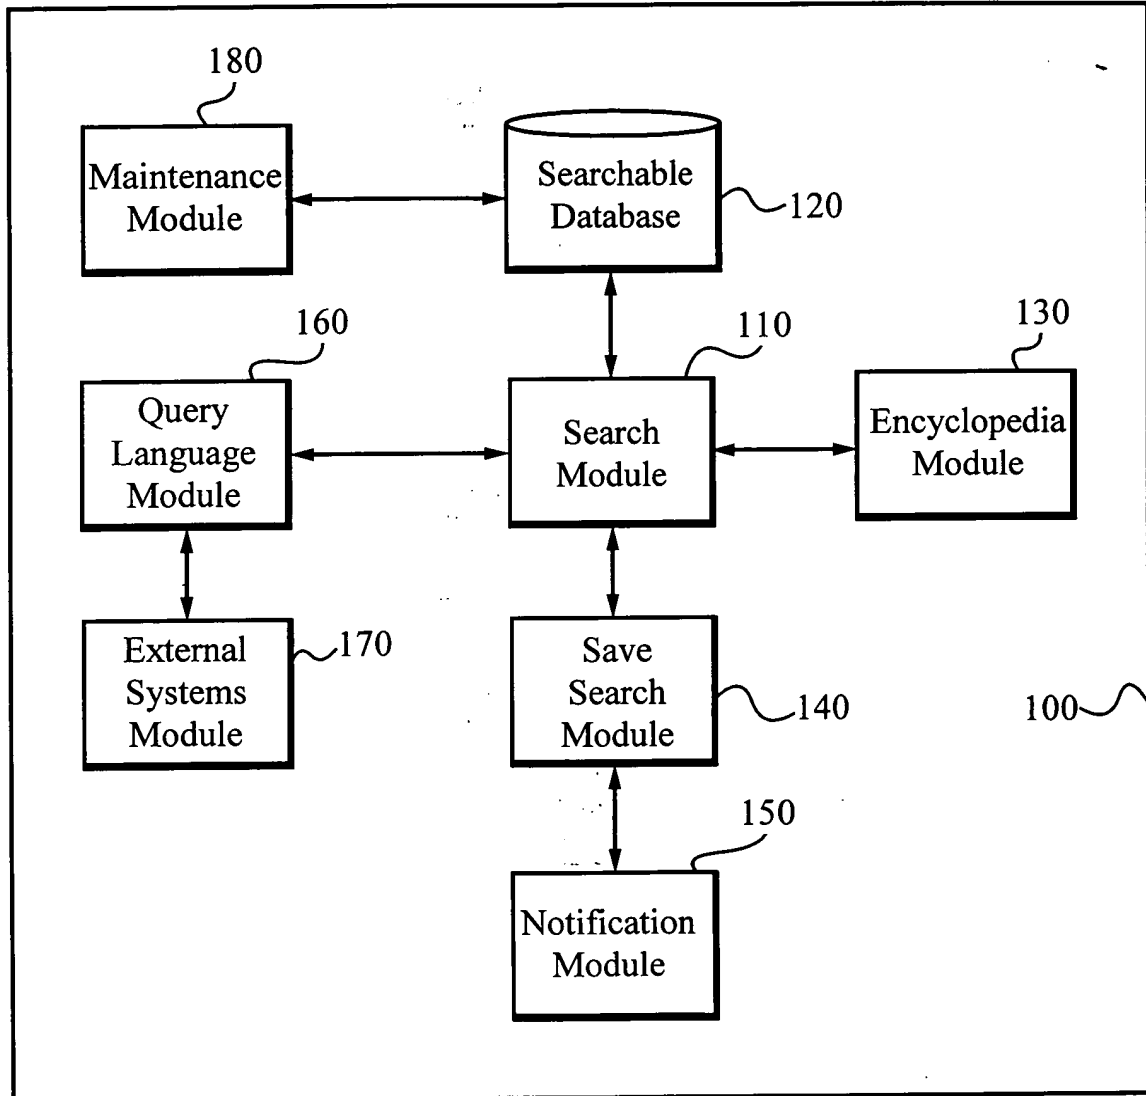 180
Maintenance
Module
Searchable
Database
120
160
Query
Language
Module
110
Search
Module
130
Encyclopedia
Module
External
Systems
Module
170
Save
Search
Module
140
100
150
Notification
Module